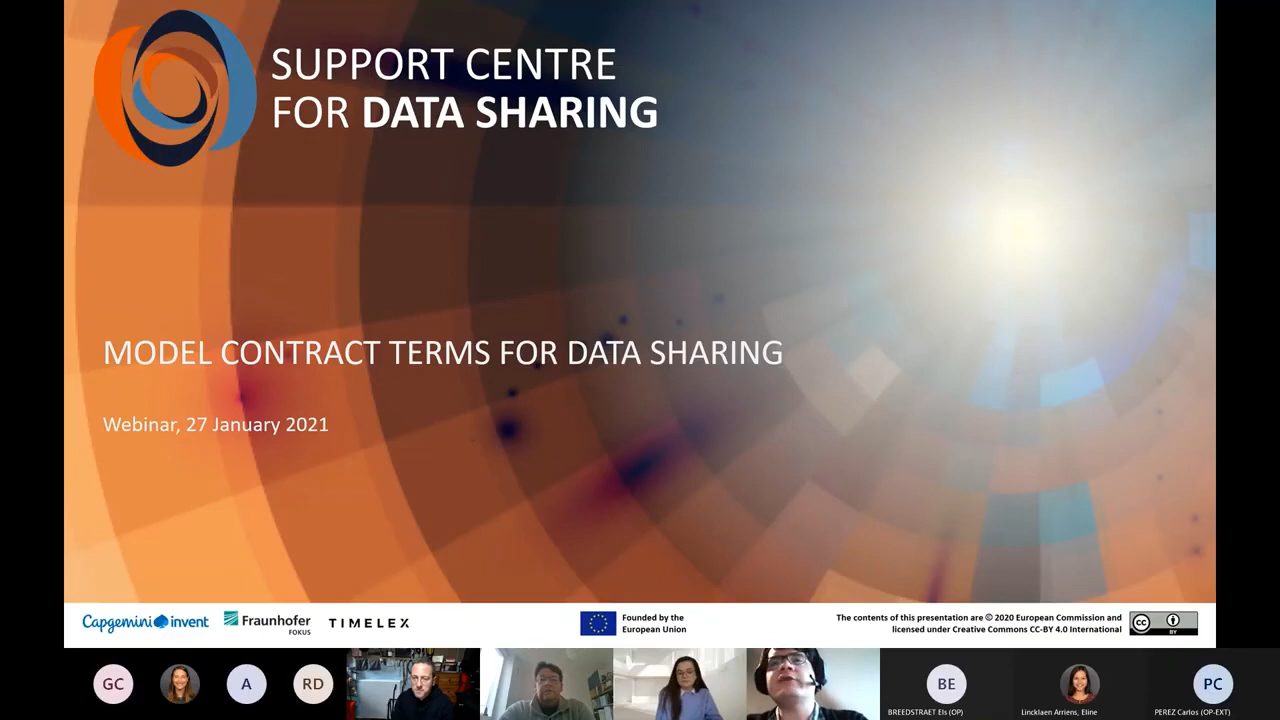 SUPPORT CENTRE
FOR DATA SHARING
MODEL CONTRACT TERMS FOR DATA SHARING
Webinar, 27 January 2021
Capgemini invent
Fraunhofer
FOKUS
TIMELEX
Founded by the
European Union
The contents of this presentation are © 2020 European Commission and
licensed under Creative Commons CC-BY 4.0 International
cc
BY
GC
A
RD
BE
PC
BREEDSTRAET Els (OP)
Lincklaen Arriens, Eline
PEREZ Carlos (OP-EXT)